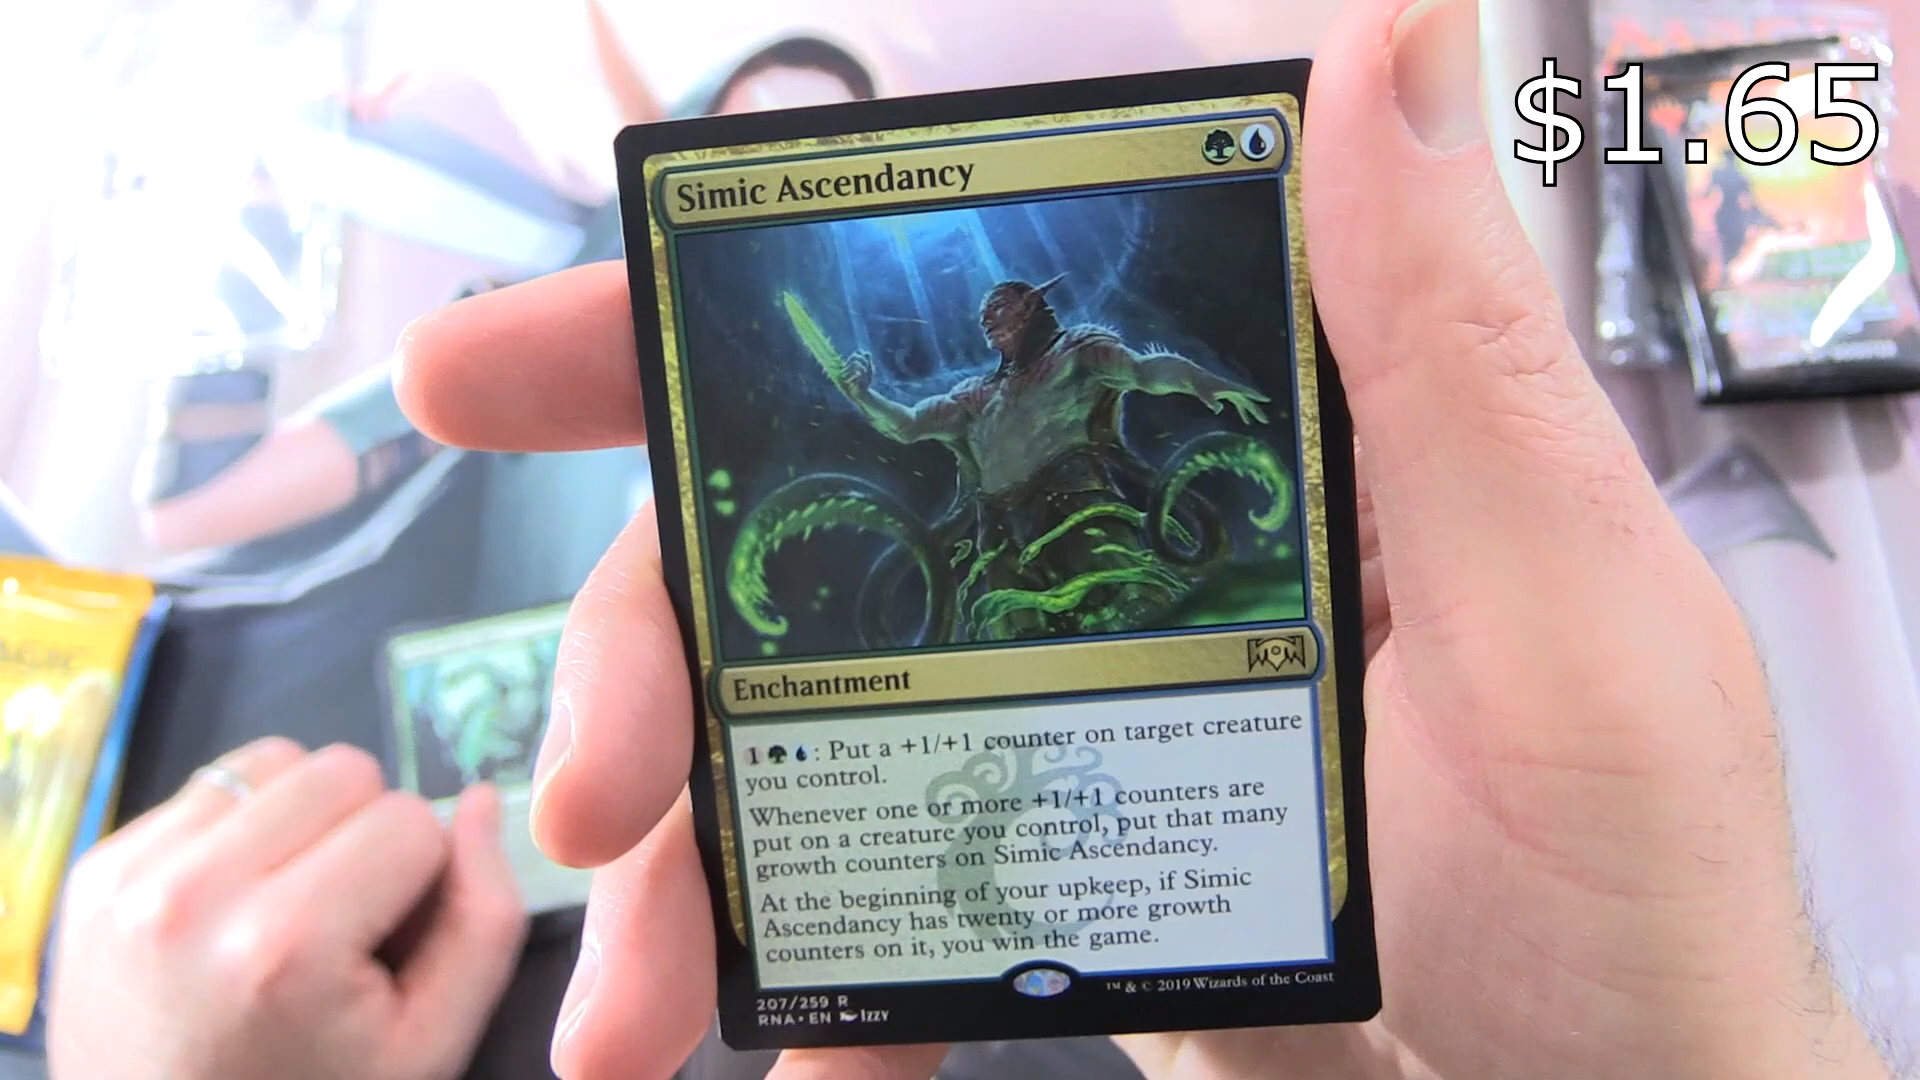 $1.65
Simic Ascendancy
Enchantment
1 : Put a +1/+1 counter on target creature
you control.
Whenever one or more +1/+1 counters are
put on a creature you control, put that many
growth counters on Simic Ascendancy.
At the beginning of your upkeep, if Simic
Ascendancy has twenty or more growth
counters on it, you win the game.
207/259 R
RNA • EN Izzy
™ & © 2019 Wizards of the Coast